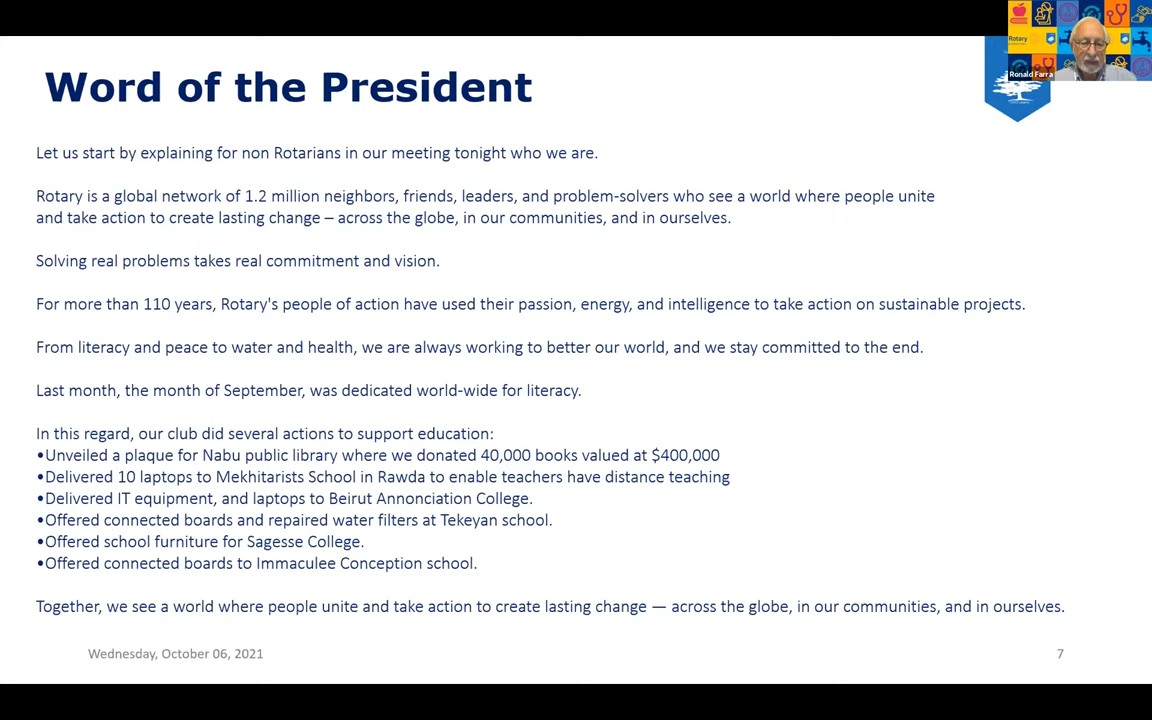 Rotary
Ronald Farra
Word of the President
Let us start by explaining for non Rotarians in our meeting tonight who we are.
Rotary is a global network of 1.2 million neighbors, friends, leaders, and problem-solvers who see a world where people unite
and take action to create lasting change – across the globe, in our communities, and in ourselves.
Solving real problems takes real commitment and vision.
For more than 110 years, Rotary's people of action have used their passion, energy, and intelligence to take action on sustainable projects.
From literacy and peace to water and health, we are always working to better our world, and we stay committed to the end.
Last month, the month of September, was dedicated world-wide for literacy.
In this regard, our club did several actions to support education:
•Unveiled a plaque for Nabu public library where we donated 40,000 books valued at $400,000
•Delivered 10 laptops to Mekhitarists School in Rawda to enable teachers have distance teaching
•Delivered IT equipment, and laptops to Beirut Annonciation College.
•Offered connected boards and repaired water filters at Tekeyan school.
•Offered school furniture for Sagesse College.
•Offered connected boards to Immaculee Conception school.
Together, we see a world where people unite and take action to create lasting change — across the globe, in our communities, and in ourselves.
Wednesday, October 06, 2021
7